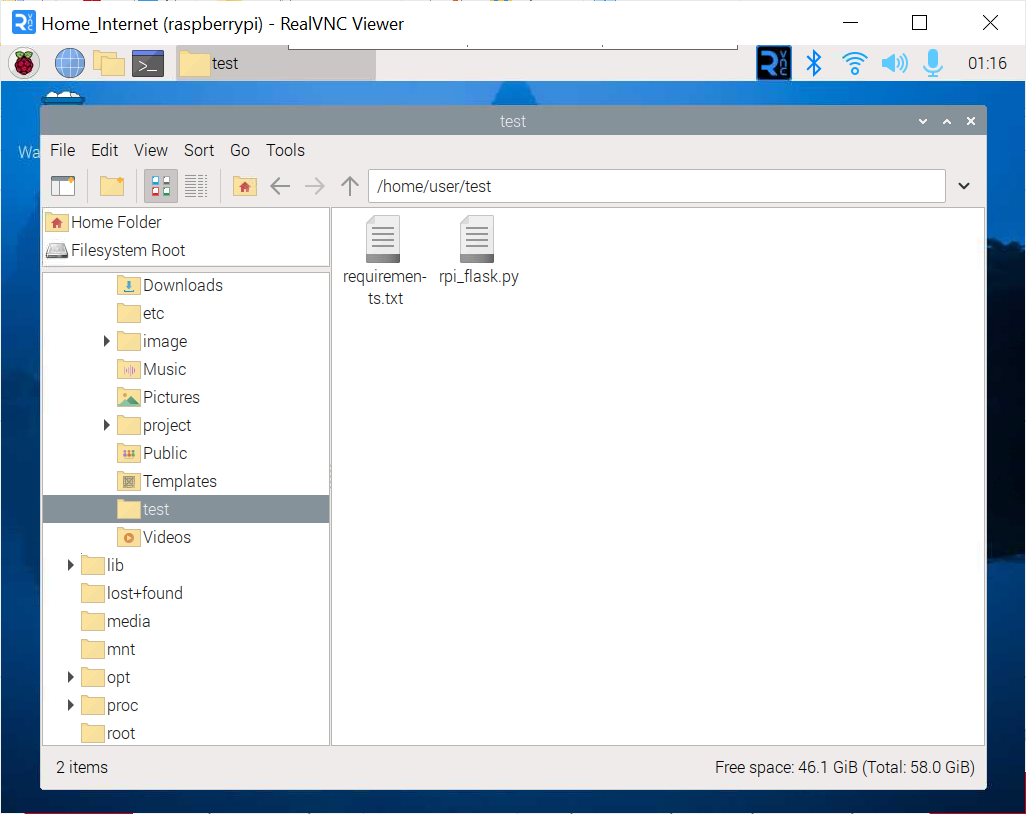 Home_Internet (raspberrypi) - RealVNC Viewer
test
01:16
Wa
test
File Edit View Sort Go Tools
/home/user/test
Home Folder
Filesystem Root
Downloads
etc
image
Music
Pictures
project
Public
Templates
test
Videos
lib
lost+found
media
mnt
opt
proc
root
requiremen-
ts.txt
rpi_flask.py
2 items
Free space: 46.1 GiB (Total: 58.0 GiB)